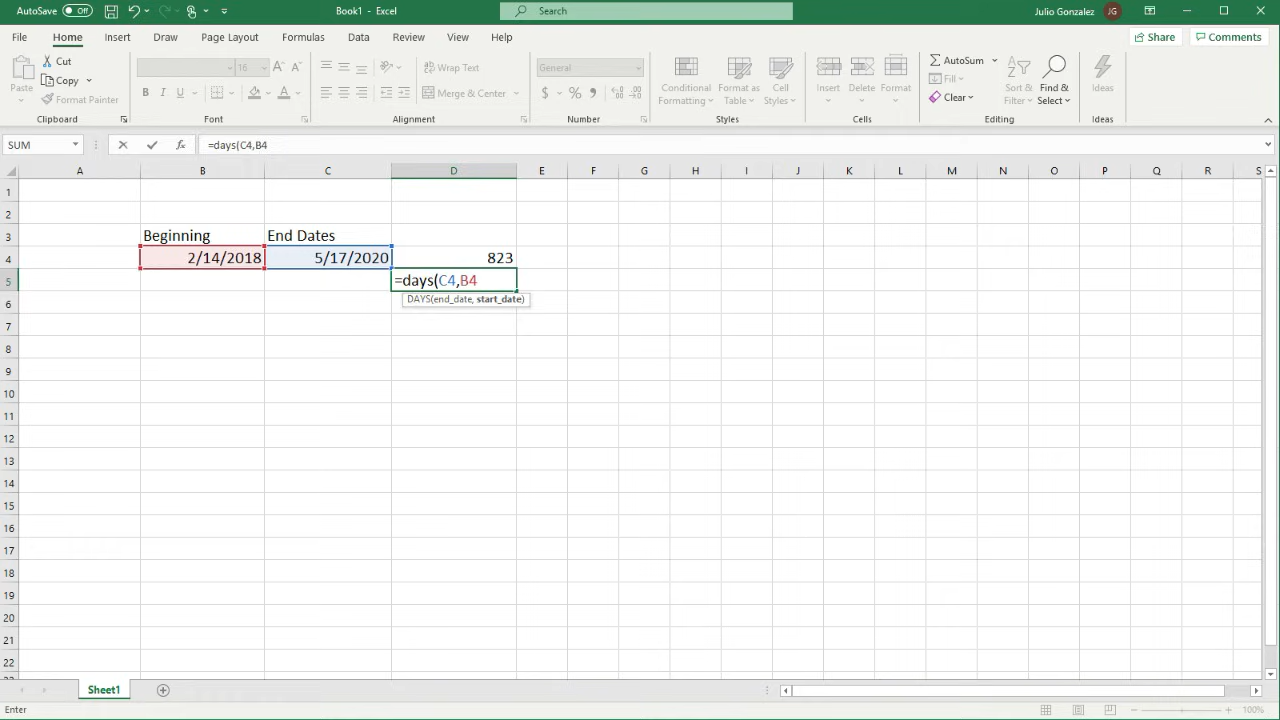 AutoSave Off Book1 - Excel Search Julio Gonzalez JG
File Home Insert Draw Page Layout Formulas Data Review View Help Share Comments
Paste Cut Copy Format Painter Clipboard
16 A A B I U A Font
Wrap Text Merge & Center Alignment
General $ % Number
Conditional Formatting Format as Table Cell Styles Styles
Insert Delete Format Cells
AutoSum Fill Clear Sort & Filter Find & Select Editing
Ideas Ideas
SUM fx =days(C4,B4
A B C D E F G H I J K L M N O P Q R S
1
2
3 Beginning End Dates
4 2/14/2018 5/17/2020 823
5 =days(C4,B4
DAYS(end_date, start_date)
6
7
8
9
10
11
12
13
14
15
16
17
18
19
20
21
22
Sheet1
Enter 100%